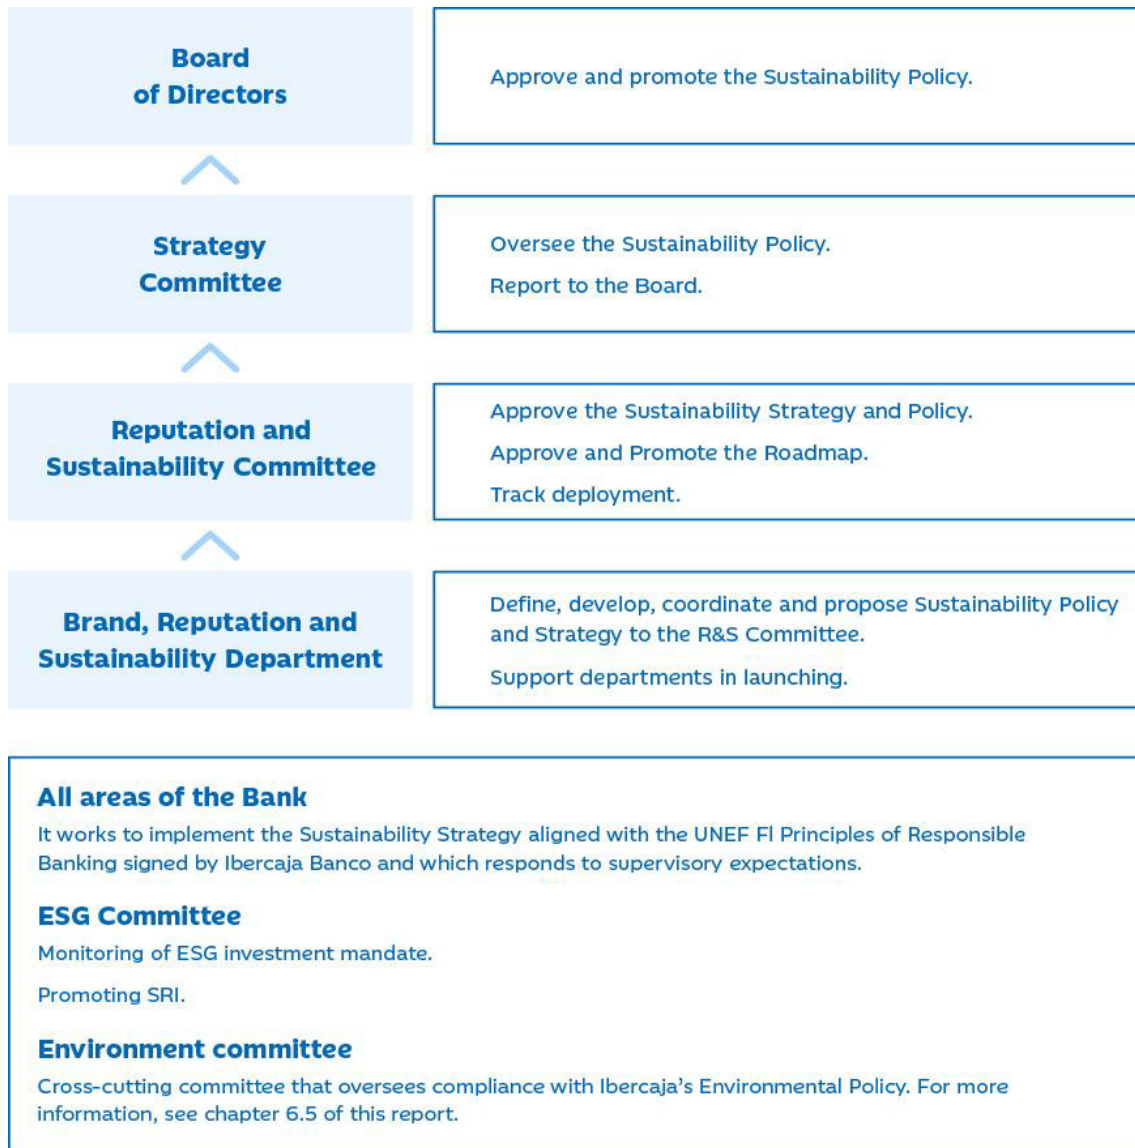 Board
of Directors
Approve and promote the Sustainability Policy.
Strategy
Committee
Oversee the Sustainability Policy.
Report to the Board.
Reputation and
Sustainability Committee
Approve the Sustainability Strategy and Policy.
Approve and Promote the Roadmap.
Track deployment.
Brand, Reputation and
Sustainability Department
Define, develop, coordinate and propose Sustainability Policy
and Strategy to the R&S Committee.
Support departments in launching.
All areas of the Bank
It works to implement the Sustainability Strategy aligned with the UNEF Fl Principles of Responsible
Banking signed by Ibercaja Banco and which responds to supervisory expectations.
ESG Committee
Monitoring of ESG investment mandate.
Promoting SRI.
Environment committee
Cross-cutting committee that oversees compliance with Ibercaja’s Environmental Policy. For more
information, see chapter 6.5 of this report.